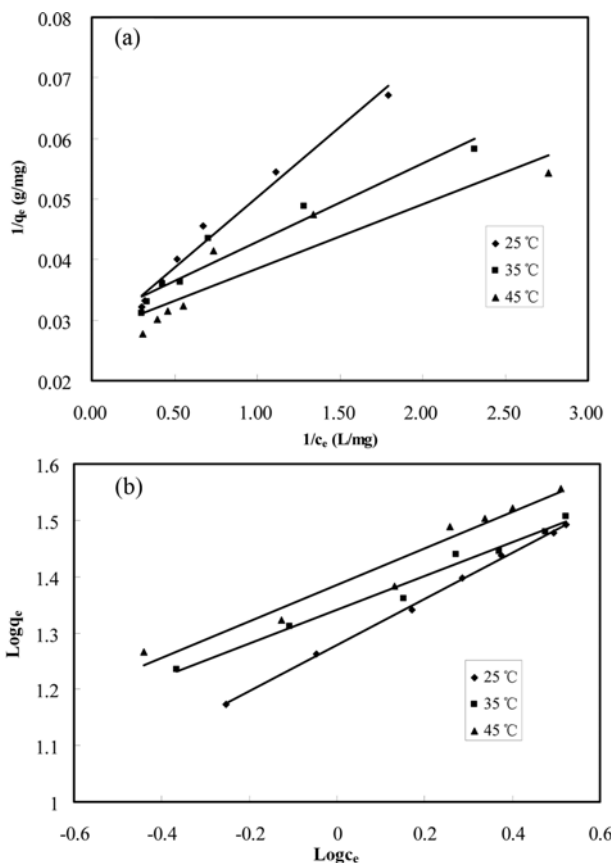 (a)
0.08
0.07
0.06
0.05
0.04
0.03
0.02
1/qe (g/mg)
25 ℃
35 ℃
45 ℃
0.00 0.50 1.00 1.50 2.00 2.50 3.00
1/ce (L/mg)
(b)
1.6
1.5
1.4
1.3
1.2
1.1
1
Logqe
25 ℃
35 ℃
45 ℃
-0.6 -0.4 -0.2 0 0.2 0.4 0.6
Logce